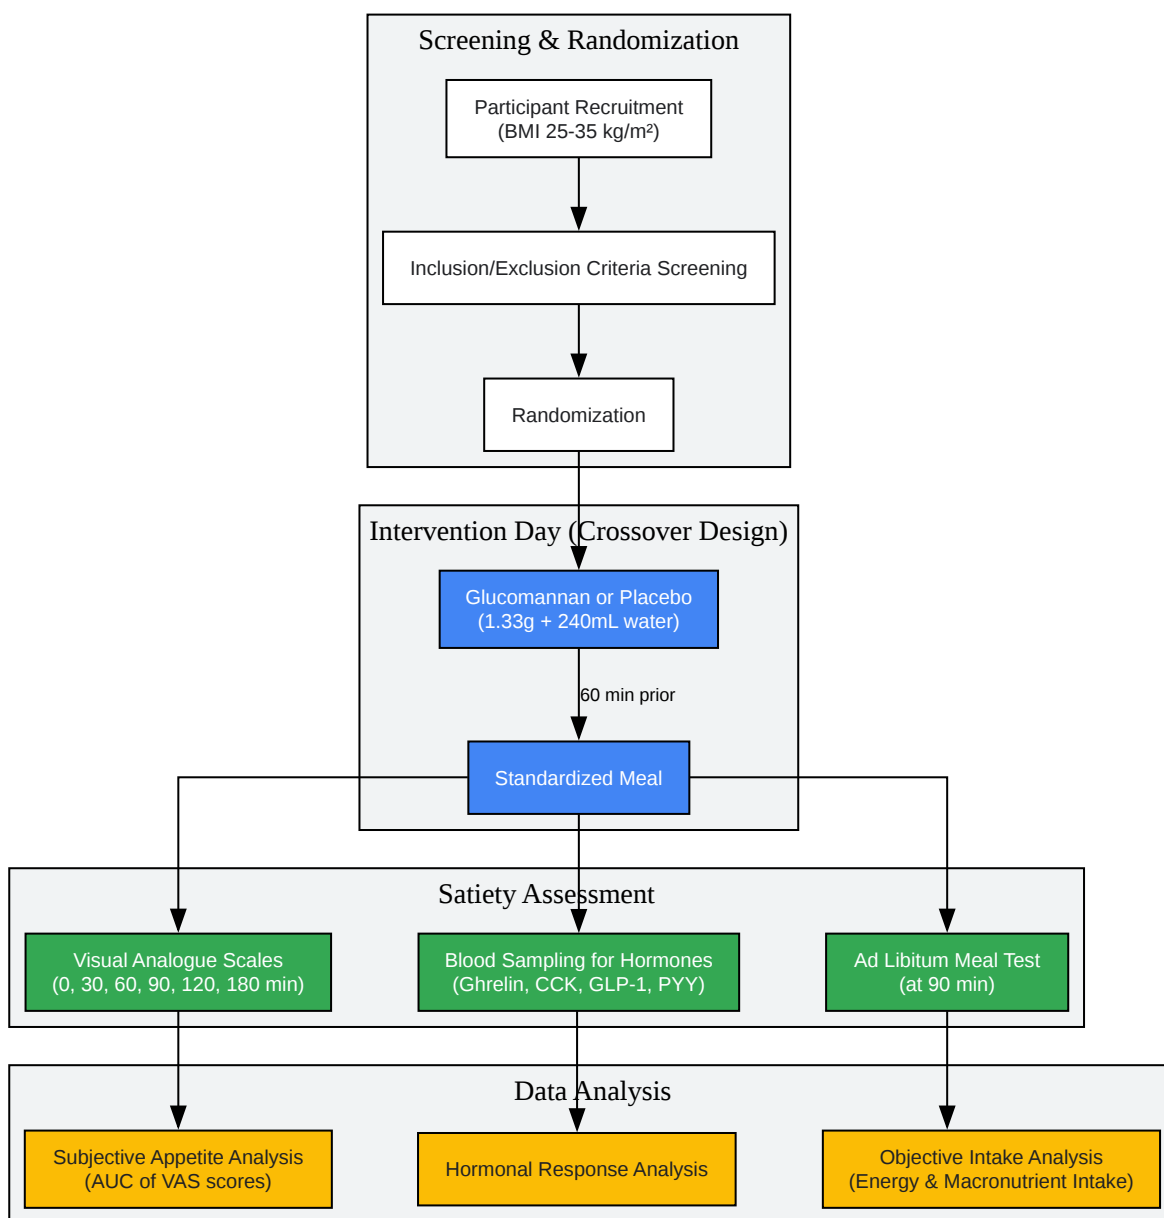 Screening & Randomization
Participant Recruitment
(BMI 25-35 kg/m²)
Inclusion/Exclusion Criteria Screening
Randomization
Intervention Day (Crossover Design)
Glucomannan or Placebo
(1.33g + 240mL water)
60 min prior
Standardized Meal
Satiety Assessment
Visual Analogue Scales
(0, 30, 60, 90, 120, 180 min)
Blood Sampling for Hormones
(Ghrelin, CCK, GLP-1, PYY)
Ad Libitum Meal Test
(at 90 min)
Data Analysis
Subjective Appetite Analysis
(AUC of VAS scores)
Hormonal Response Analysis
Objective Intake Analysis
(Energy & Macronutrient Intake)